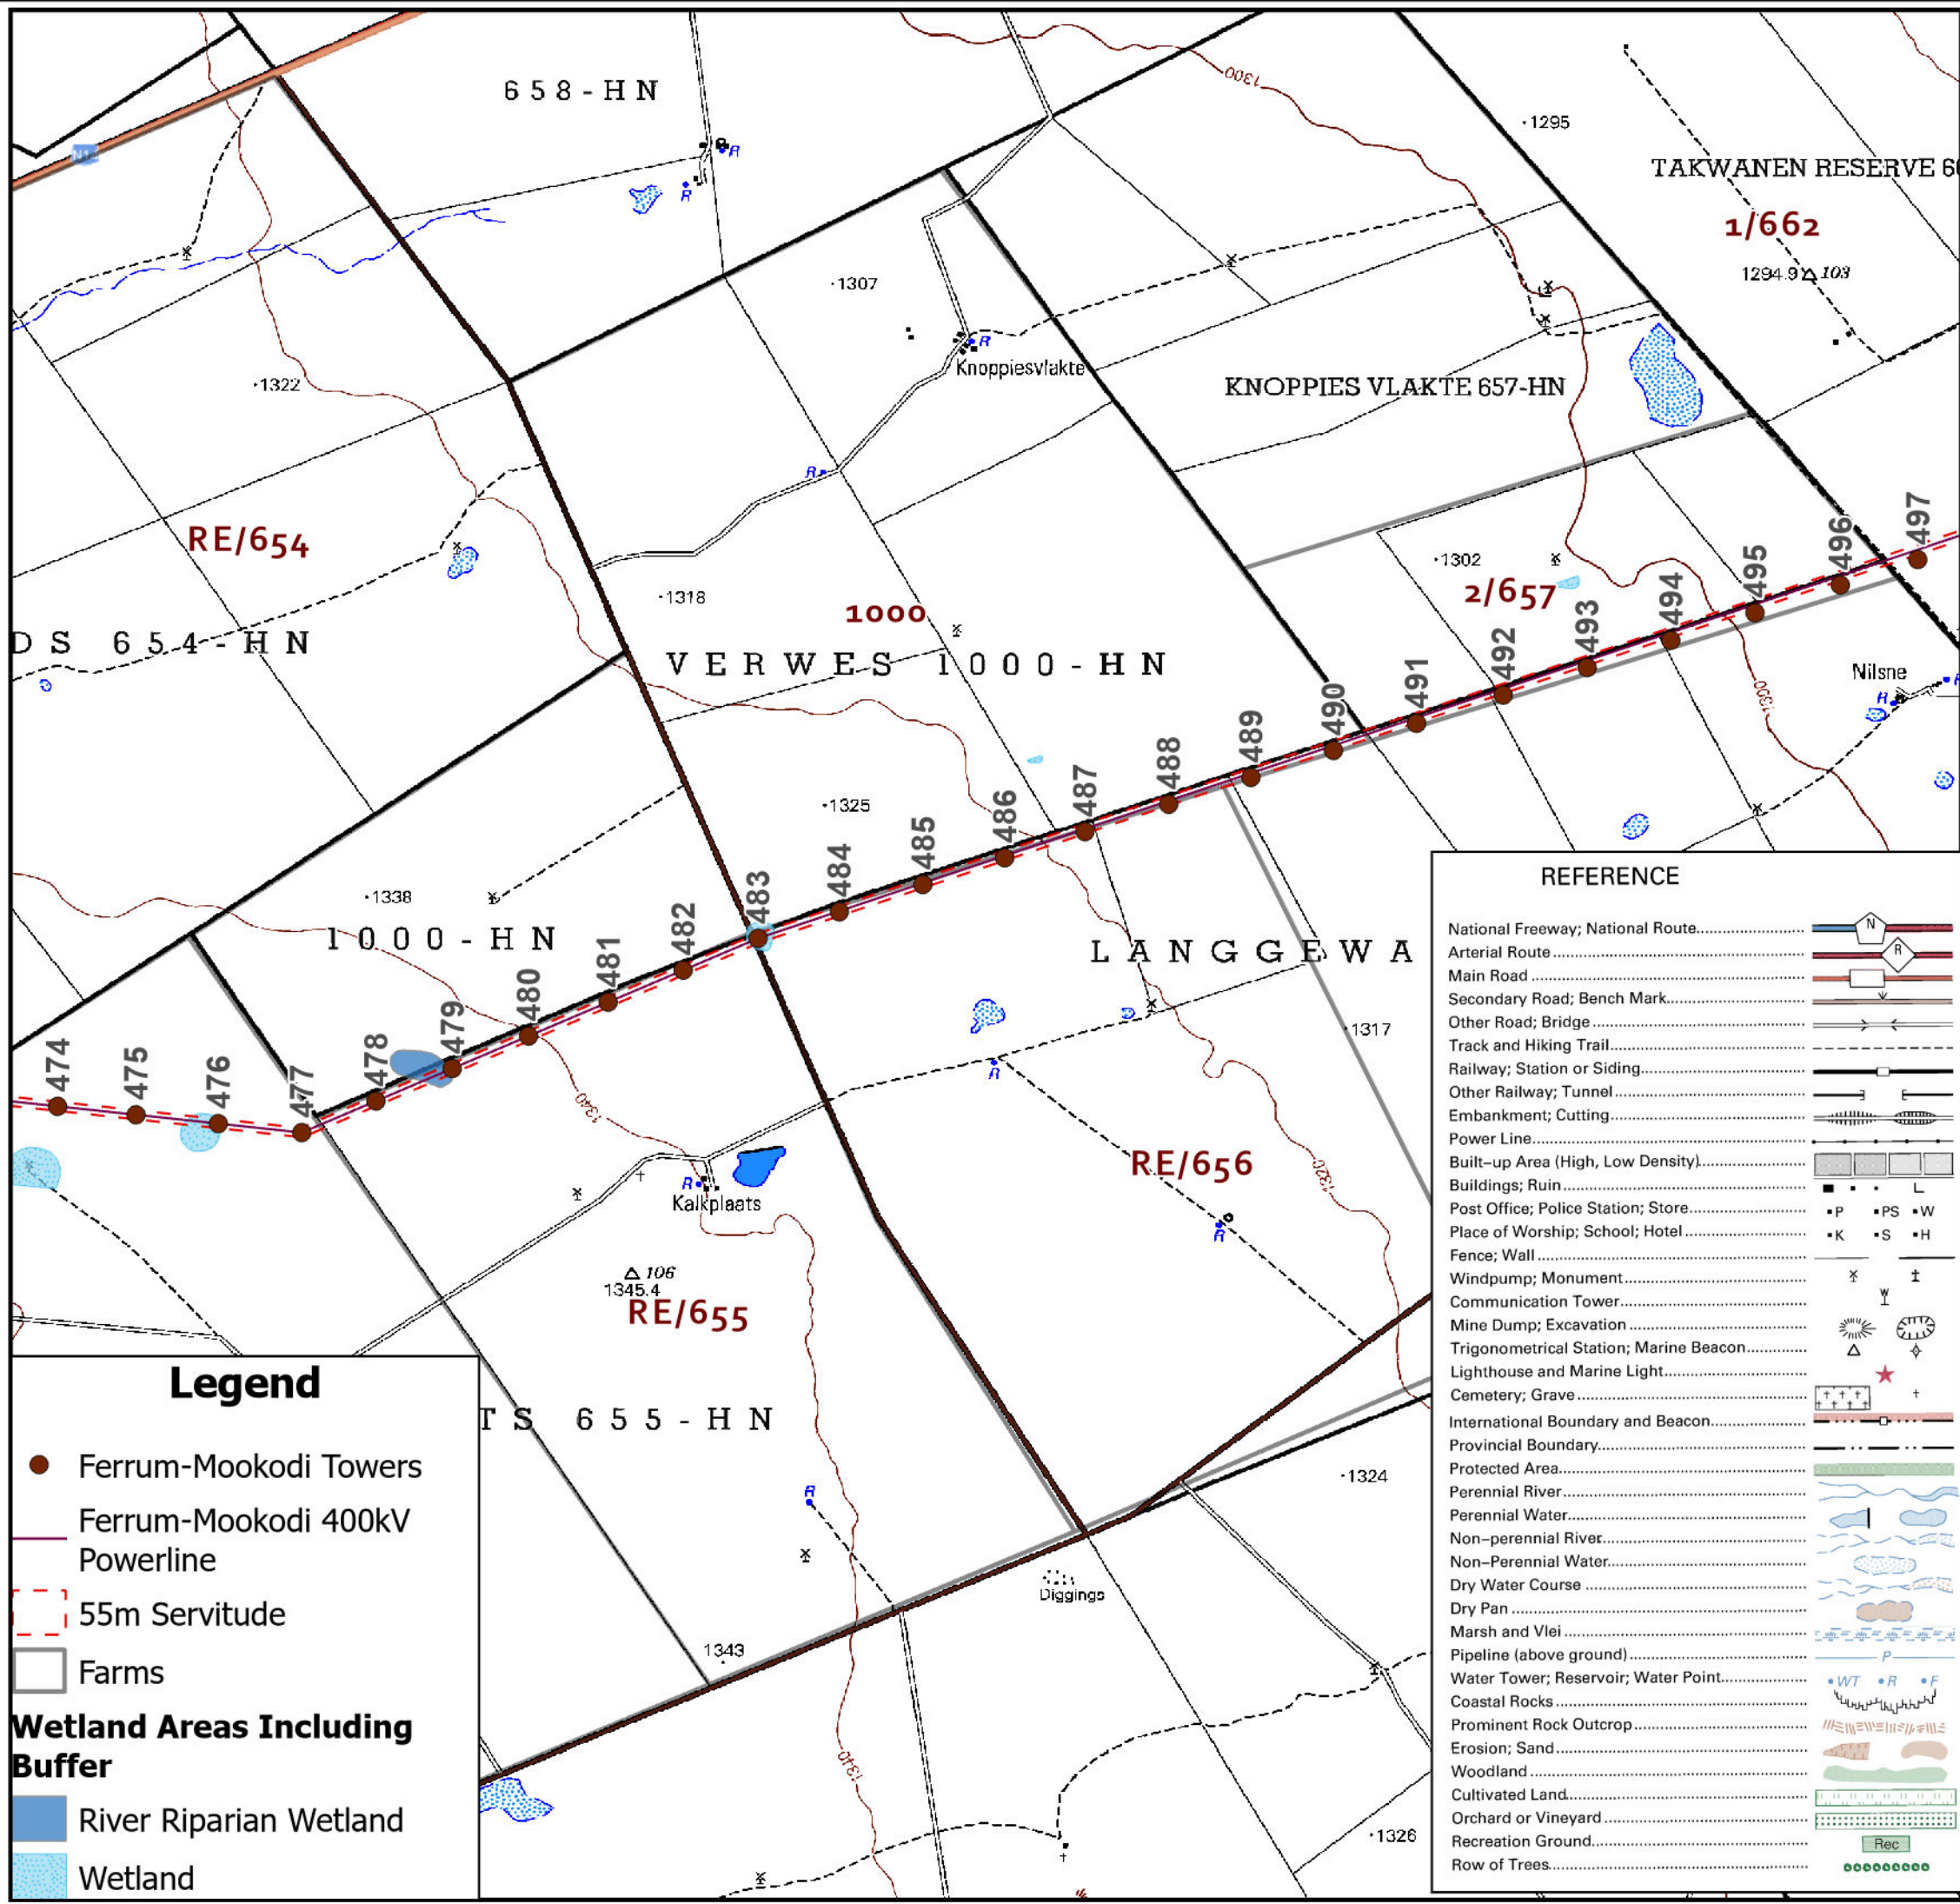 658-HN
1300
1295
TAKWANEN RESERVE 66
1/662
1294.9 103
N14
R
R
1307
R
Knoppiesvlakte
KNOPPIES VLAKTE 657-HN
1322
R
RE/654
1302
2/657
1318
1000
DS 654-HN
VERWES 1000-HN
Nilsne
R
1300
1325
1338
1000-HN
LANGGEWA
1317
474
475
476
477
478
479
480
481
482
483
484
485
486
487
488
489
490
491
492
493
494
495
496
497
1340
R
RE/656
1320
R
Kalkplaats
R
106
1345.4
RE/655
TS 655-HN
1324
R
Diggings
1343
1340
1326
Legend
Ferrum-Mookodi Towers
Ferrum-Mookodi 400kV
Powerline
55m Servitude
Farms
Wetland Areas Including
Buffer
River Riparian Wetland
Wetland
REFERENCE
National Freeway; National Route N
Arterial Route R
Main Road
Secondary Road; Bench Mark
Other Road; Bridge
Track and Hiking Trail
Railway; Station or Siding
Other Railway; Tunnel
Embankment; Cutting
Power Line
Built-up Area (High, Low Density)
Buildings; Ruin
Post Office; Police Station; Store P PS W
Place of Worship; School; Hotel K S H
Fence; Wall
Windpump; Monument
Communication Tower W
Mine Dump; Excavation
Trigonometrical Station; Marine Beacon
Lighthouse and Marine Light
Cemetery; Grave
International Boundary and Beacon
Provincial Boundary
Protected Area
Perennial River
Perennial Water
Non-perennial River
Non-Perennial Water
Dry Water Course
Dry Pan
Marsh and Vlei
Pipeline (above ground) P
Water Tower; Reservoir; Water Point WT R F
Coastal Rocks
Prominent Rock Outcrop
Erosion; Sand
Woodland
Cultivated Land
Orchard or Vineyard
Recreation Ground Rec
Row of Trees